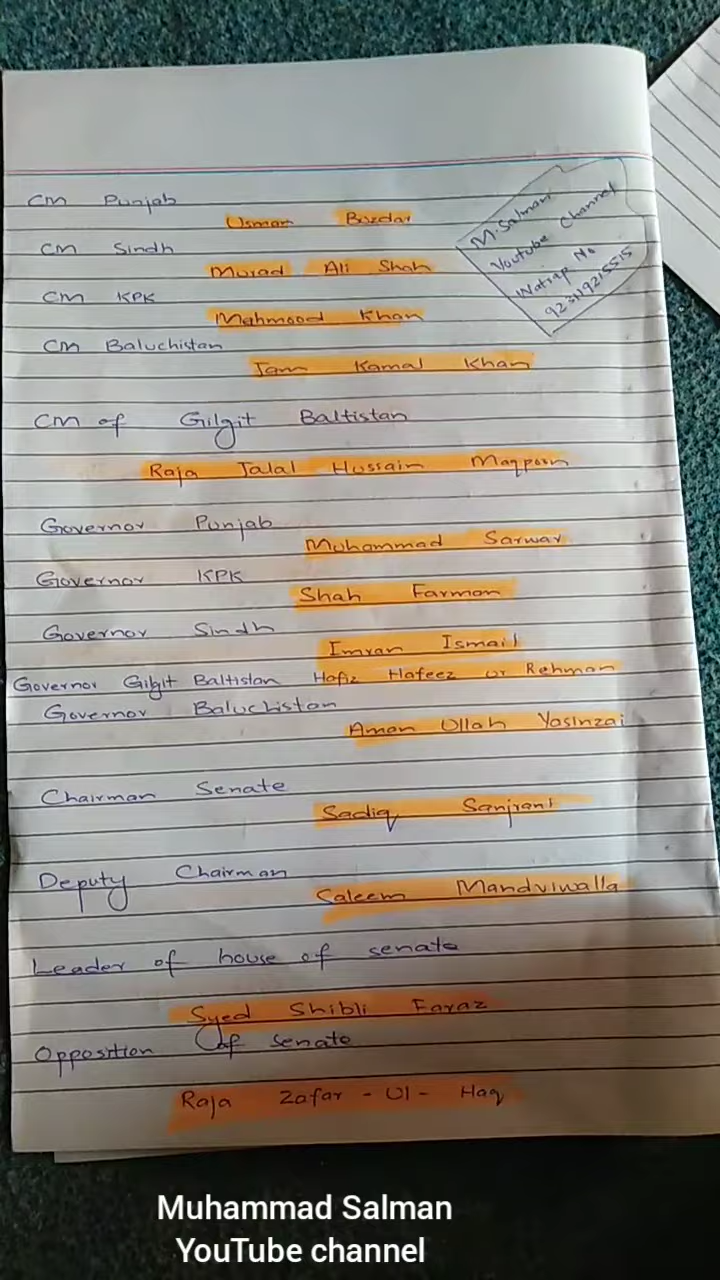 CM Punjab
Usman Buzdar
M. Salman
Youtube Channel
Watsap No
923119215515
CM Sindh
Murad Ali Shah
CM KPK
Mahmood Khan
CM Baluchistan
Jam Kamal Khan
CM of Gilgit Baltistan
Raja Jalal Hussain Maqpoon
Governor Punjab
Muhammad Sarwar
Governor KPK
Shah Farman
Governor Sindh
Imran Ismail
Governor Gilgit Baltistan Hafiz Hafeez ur Rehman
Governor Baluchistan
Aman Ullah Yasinzai
Chairman Senate
Sadiq Sanjrani
Deputy Chairman
Saleem Mandviwalla
Leader of house of senate
Syed Shibli Faraz
Opposition of senate
Raja Zafar - Ul - Haq
Muhammad Salman
YouTube channel